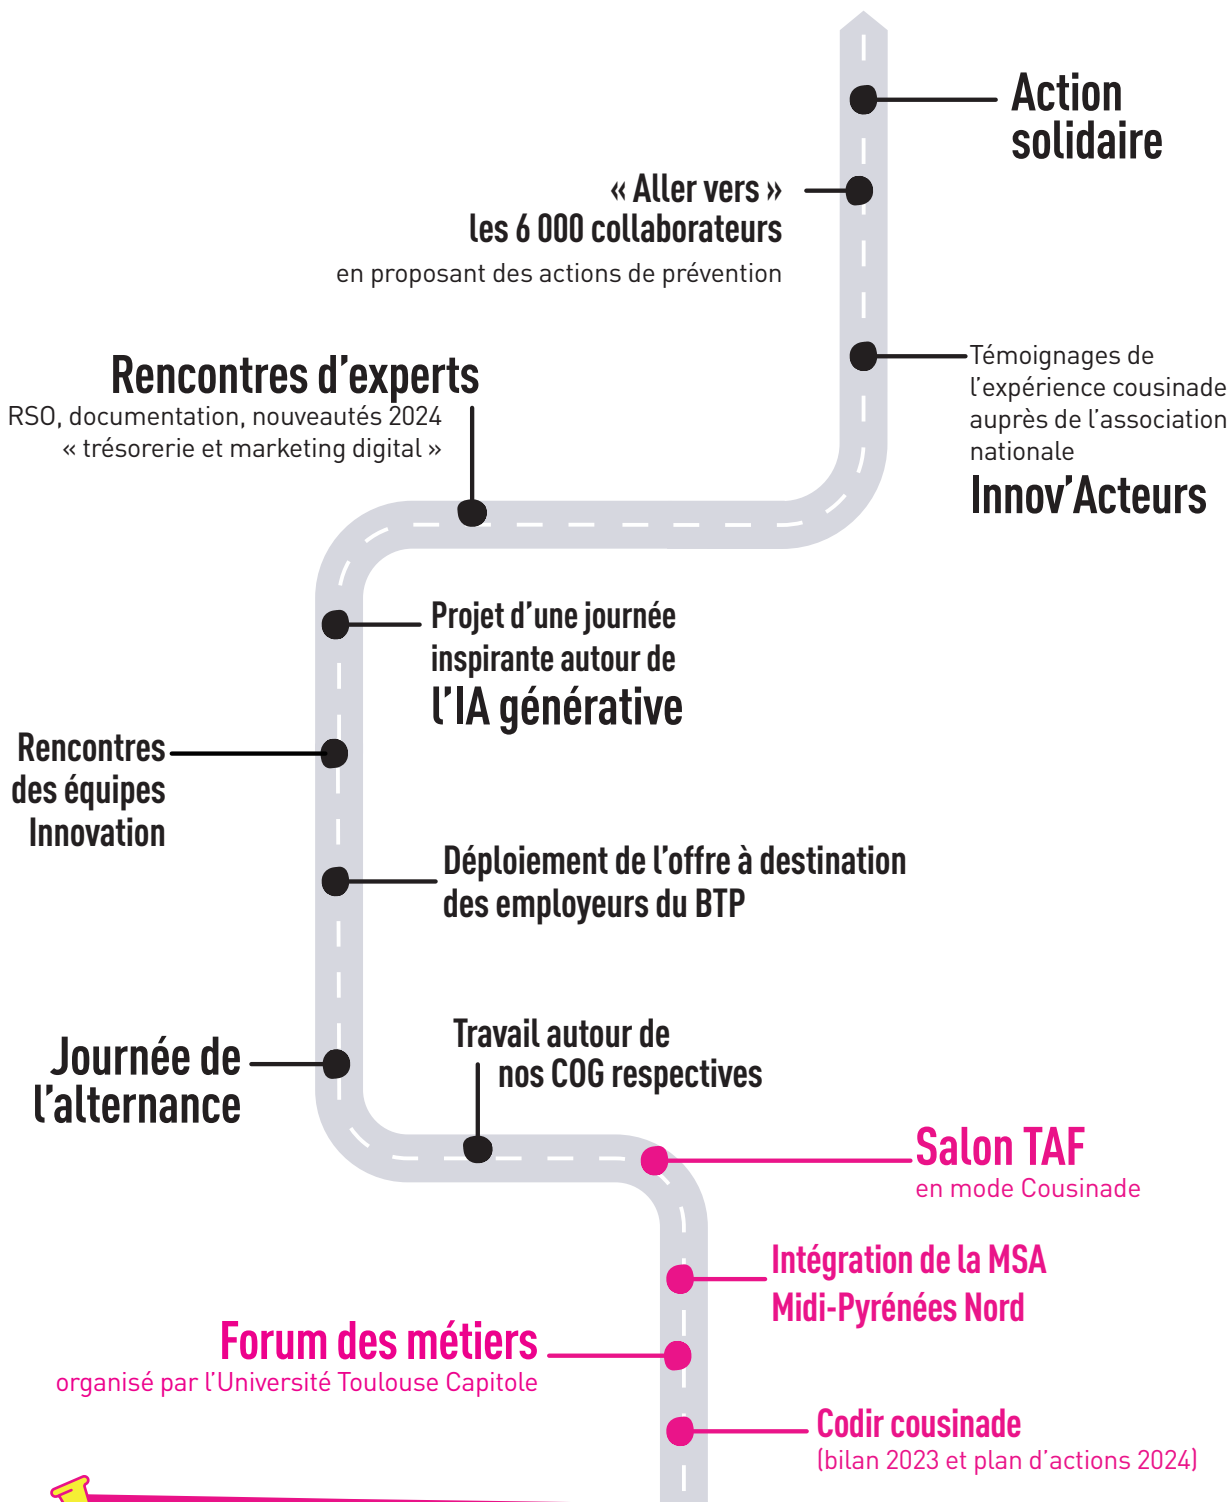 Action
solidaire
« Aller vers »
les 6 000 collaborateurs
en proposant des actions de prévention
Rencontres d’experts
RSO, documentation, nouveautés 2024
« trésorerie et marketing digital »
Témoignages de
l’expérience cousinade
auprès de l’association
nationale
Innov’Acteurs
Projet d’une journée
inspirante autour de
l’IA générative
Rencontres
des équipes
Innovation
Déploiement de l’offre à destination
des employeurs du BTP
Journée de
l’alternance
Travail autour de
nos COG respectives
Salon TAF
en mode Cousinade
Intégration de la MSA
Midi-Pyrénées Nord
Forum des métiers
organisé par l’Université Toulouse Capitole
Codir cousinade
(bilan 2023 et plan d’actions 2024)